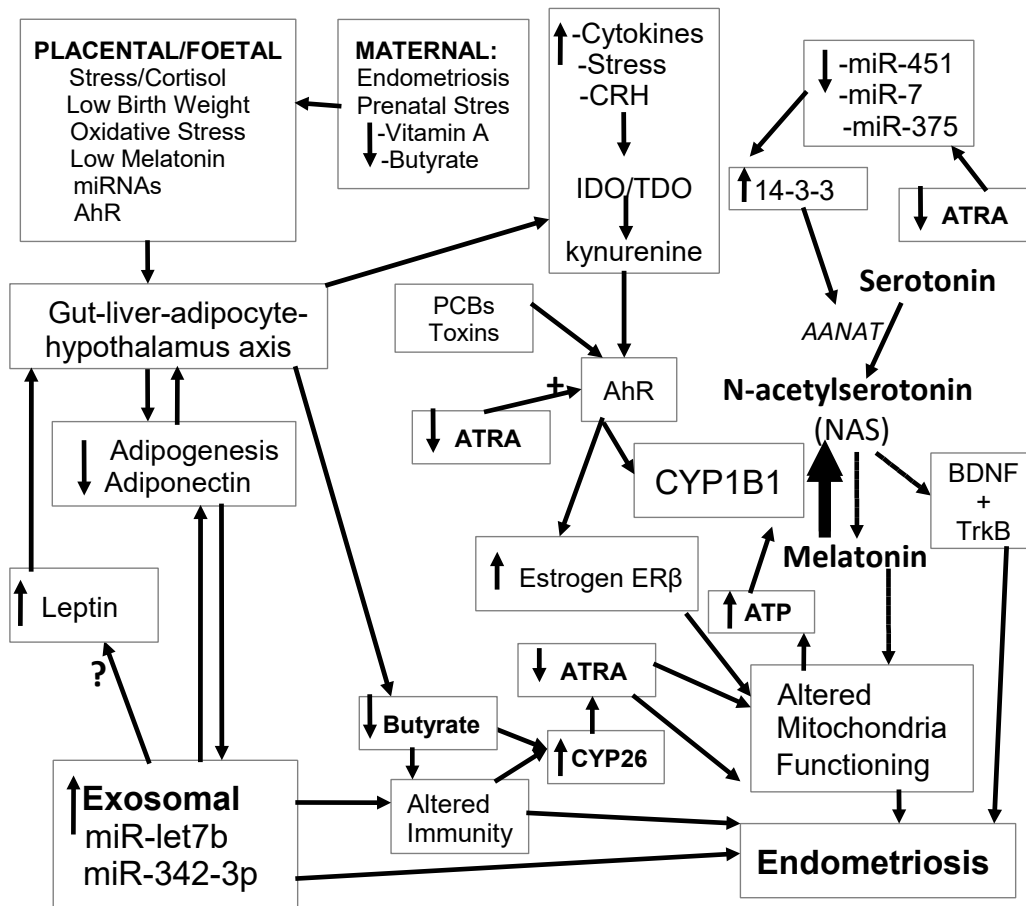 PLACENTAL/FOETAL
Stress/Cortisol
Low Birth Weight
Oxidative Stress
Low Melatonin
miRNAs
AhR
MATERNAL:
Endometriosis
Prenatal Stres
-Vitamin A
-Butyrate
-Cytokines
-Stress
-CRH
IDO/TDO
kynurenine
-miR-451
-miR-7
-miR-375
14-3-3
ATRA
Serotonin
AANAT
N-acetylserotonin
(NAS)
Gut-liver-adipocyte-
hypothalamus axis
PCBs
Toxins
+
AhR
ATRA
Adipogenesis
Adiponectin
CYP1B1
BDNF
+
TrkB
Melatonin
Estrogen ERβ
Leptin
?
ATP
ATRA
Altered
Mitochondria
Functioning
Butyrate
CYP26
Exosomal
miR-let7b
miR-342-3p
Altered
Immunity
Endometriosis